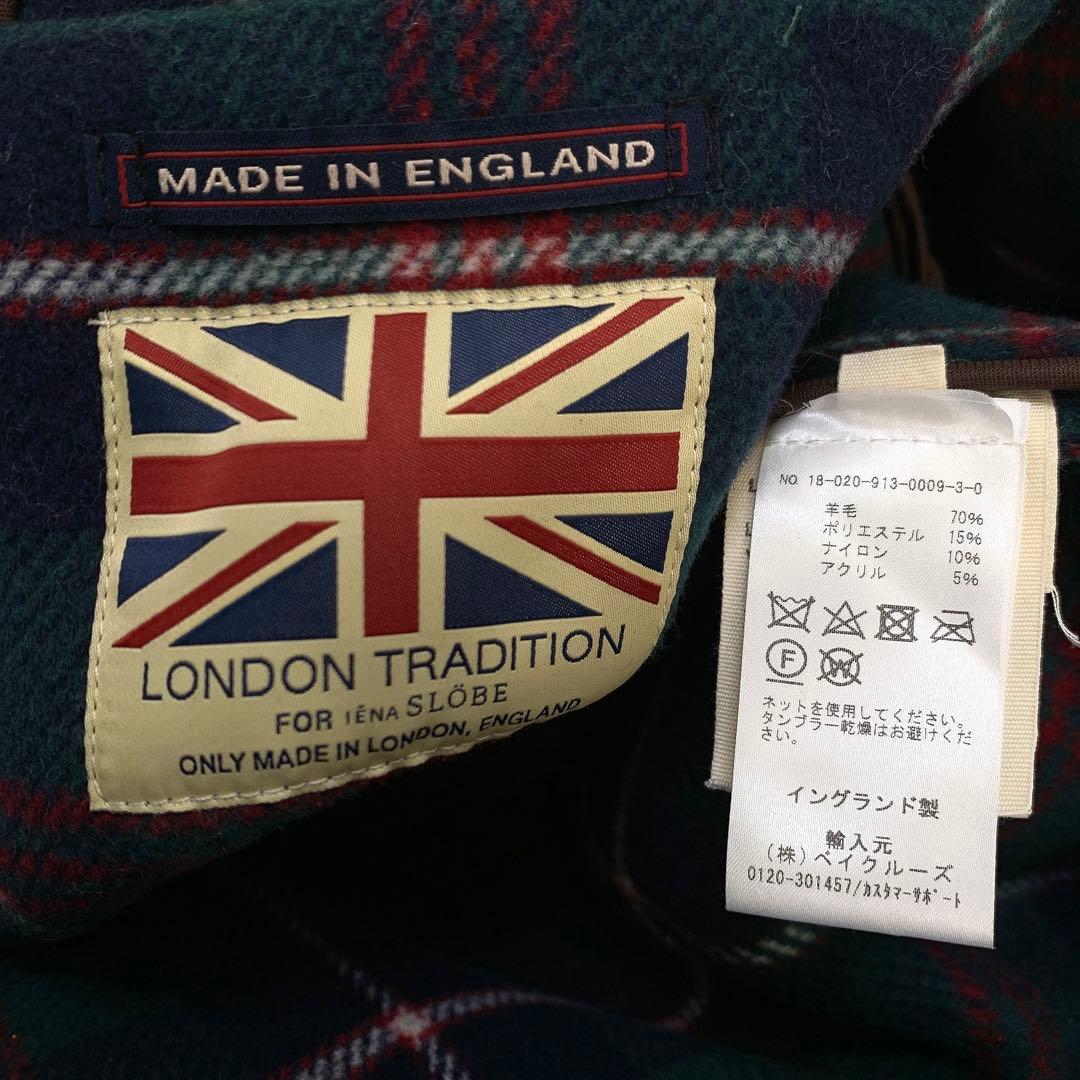 MADE IN ENGLAND
LONDON TRADITION
FOR IÉNA SLÖBE
ONLY MADE IN LONDON, ENGLAND
NO 18-020-913-0009-3-0
羊毛 70%
ポリエステル 15%
ナイロン 10%
アクリル 5%
F W
ネットを使用してください。
タンブラー乾燥はお避けくだ
さい。
イングランド製
輸入元
(株)ベイクルーズ
0120-301457/ｶｽﾀﾏｰｻﾎﾟｰﾄ